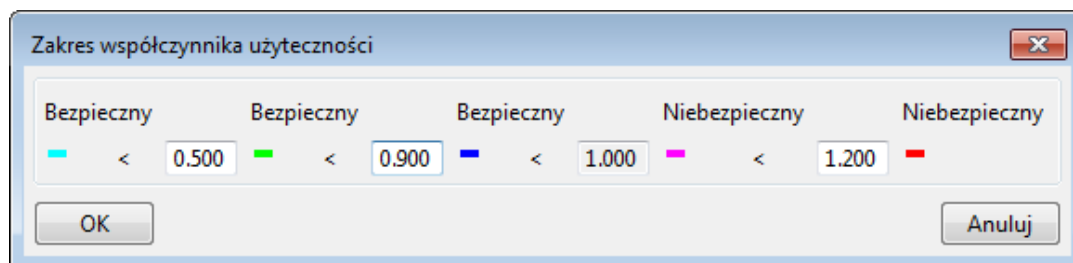 Zakres współczynnika użyteczności
Bezpieczny Bezpieczny Bezpieczny Niebezpieczny Niebezpieczny
< 0.500 < 0.900 < 1.000 < 1.200
OK Anuluj